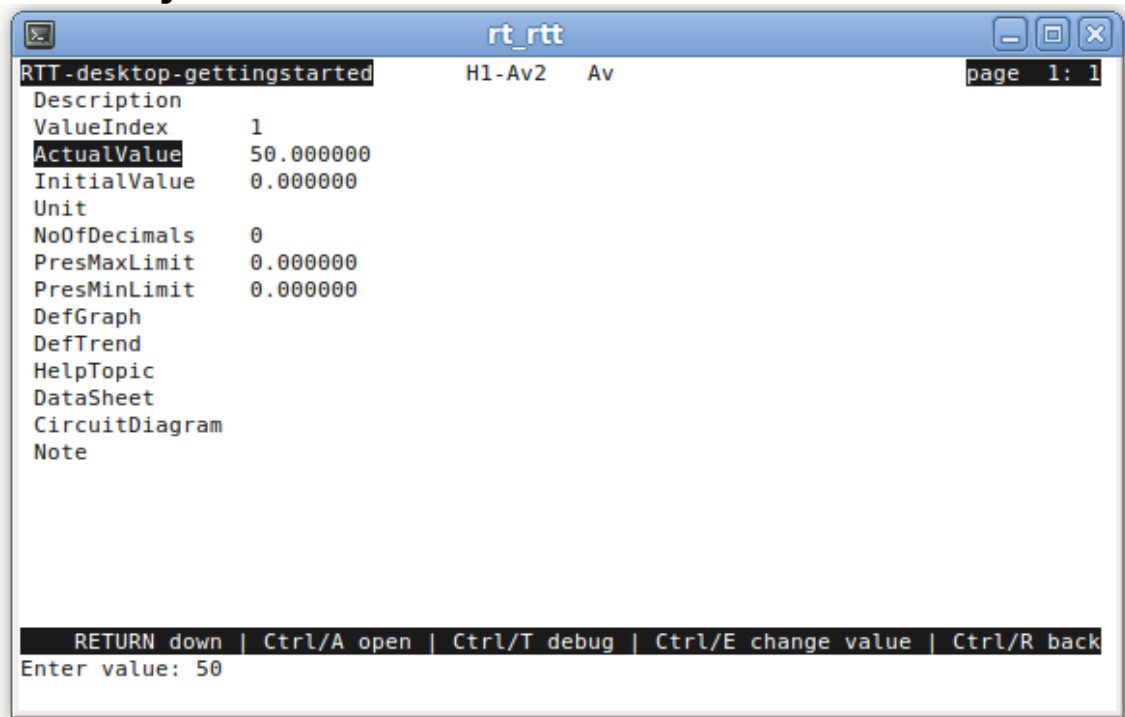 rt_rtt
RTT-desktop-gettingstarted H1-Av2 Av page 1: 1
Description
ValueIndex 1
ActualValue 50.000000
InitialValue 0.000000
Unit
NoOfDecimals 0
PresMaxLimit 0.000000
PresMinLimit 0.000000
DefGraph
DefTrend
HelpTopic
DataSheet
CircuitDiagram
Note
RETURN down | Ctrl/A open | Ctrl/T debug | Ctrl/E change value | Ctrl/R back
Enter value: 50